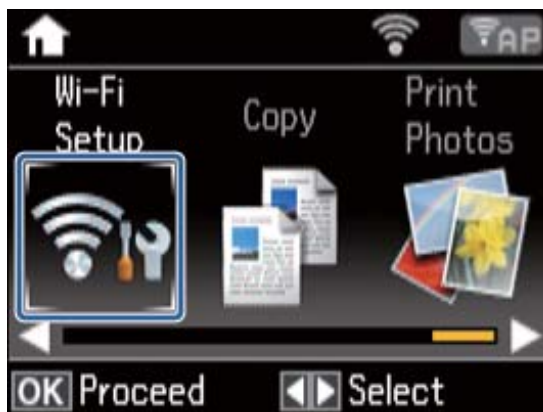 AP
Wi-Fi Setup
Copy
Print Photos
OK Proceed
Select